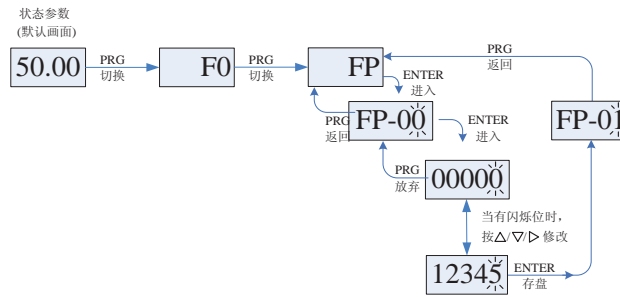 状态参数
(默认画面)
50.00
PRG
切换
F0
PRG
切换
FP
PRG
返回
ENTER
进入
PRG
返回
FP-00
ENTER
进入
FP-01
PRG
放弃
00000
当有闪烁位时，
按△/▽/▷ 修改
12345
ENTER
存盘